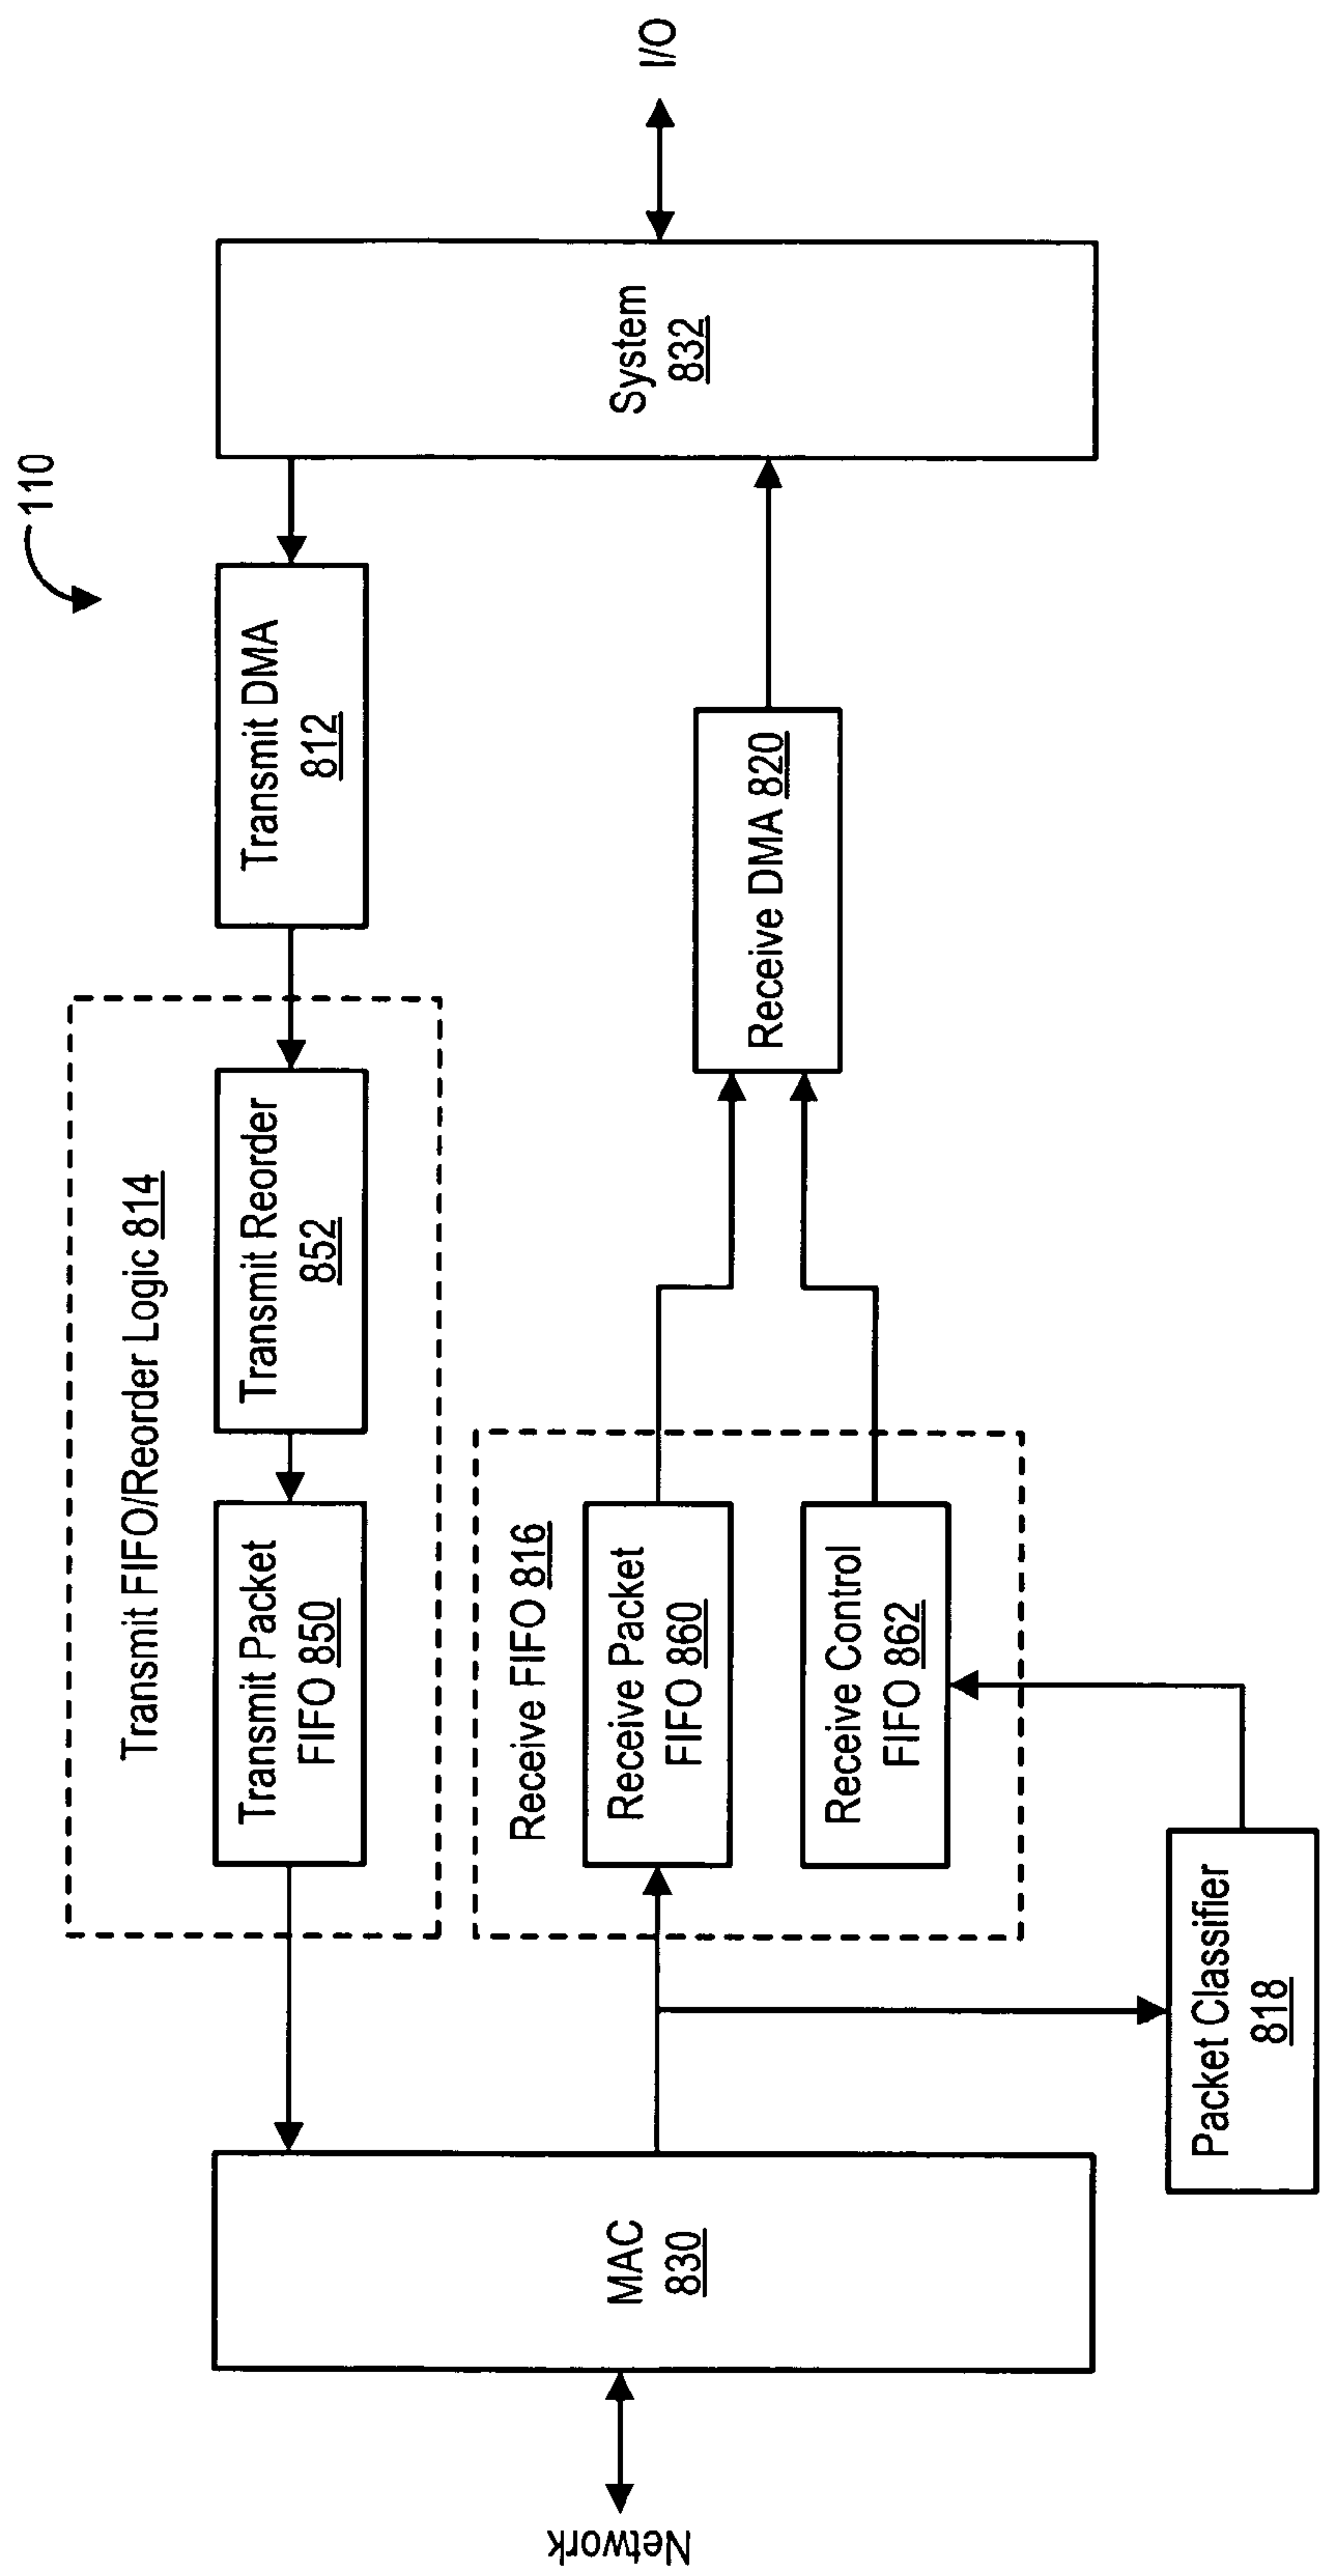 110
Transmit FIFO/Reorder Logic 814
Transmit Packet
FIFO 850
Transmit Reorder
852
Transmit DMA
812
Receive FIFO 816
Receive Packet
FIFO 860
Receive Control
FIFO 862
Receive DMA 820
Network
MAC
830
System
832
I/O
Packet Classifier
818